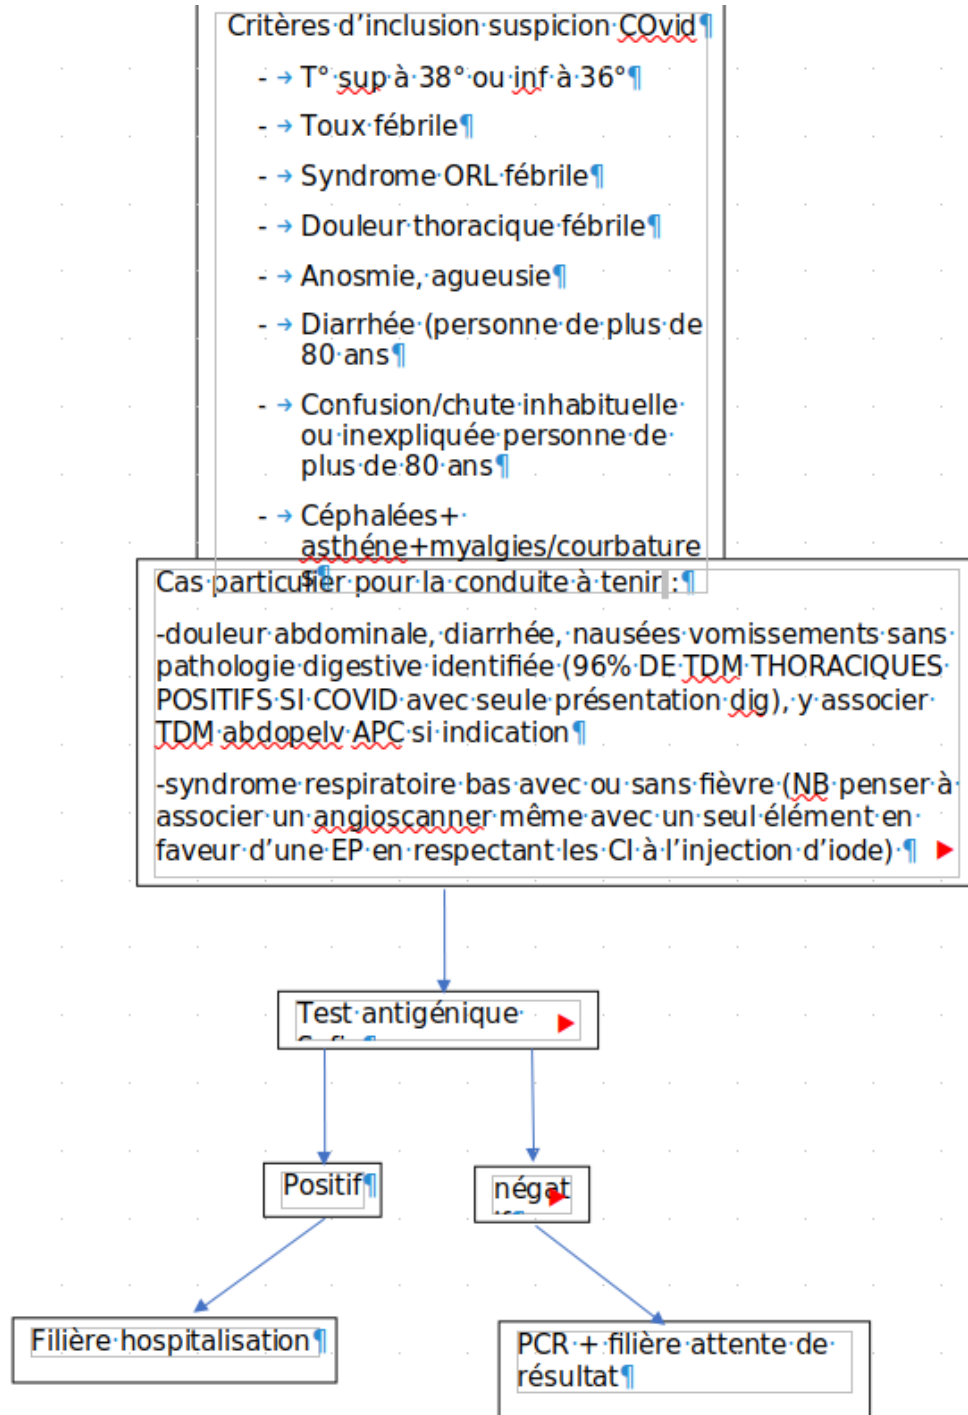 Critères d’inclusion suspicion COvid
- T° sup à 38° ou inf à 36°
- Toux fébrile
- Syndrome ORL fébrile
- Douleur thoracique fébrile
- Anosmie, agueusie
- Diarrhée (personne de plus de
80 ans
- Confusion/chute inhabituelle
ou inexpliquée personne de
plus de 80 ans
- Céphalées+
asthéne+myalgies/courbature
s
Cas particulier pour la conduite à tenir :
-douleur abdominale, diarrhée, nausées vomissements sans
pathologie digestive identifiée (96% DE TDM THORACIQUES
POSITIFS SI COVID avec seule présentation dig), y associer
TDM abdopelv APC si indication
-syndrome respiratoire bas avec ou sans fièvre (NB penser à
associer un angioscanner même avec un seul élément en
faveur d’une EP en respectant les CI à l’injection d’iode)
Test antigénique
Positif
négat
if
Filière hospitalisation
PCR + filière attente de
résultat